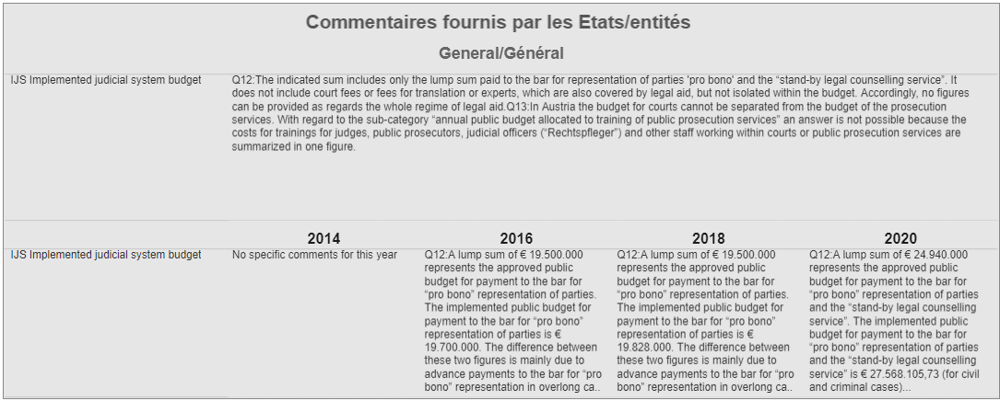 Commentaires fournis par les Etats/entités
General/Général
IJS Implemented judicial system budget
Q12:The indicated sum includes only the lump sum paid to the bar for representation of parties 'pro bono' and the “stand-by legal counselling service”. It
does not include court fees or fees for translation or experts, which are also covered by legal aid, but not isolated within the budget. Accordingly, no figures
can be provided as regards the whole regime of legal aid.Q13:In Austria the budget for courts cannot be separated from the budget of the prosecution
services. With regard to the sub-category “annual public budget allocated to training of public prosecution services” an answer is not possible because the
costs for trainings for judges, public prosecutors, judicial officers (“Rechtspfleger”) and other staff working within courts or public prosecution services are
summarized in one figure.
2014 2016 2018 2020
IJS Implemented judicial system budget
No specific comments for this year
Q12:A lump sum of € 19.500.000
represents the approved public
budget for payment to the bar for
“pro bono” representation of parties.
The implemented public budget for
payment to the bar for “pro bono”
representation of parties is €
19.700.000. The difference between
these two figures is mainly due to
advance payments to the bar for “pro
bono” representation in overlong ca..
Q12:A lump sum of € 19.500.000
represents the approved public
budget for payment to the bar for
“pro bono” representation of parties.
The implemented public budget for
payment to the bar for “pro bono”
representation of parties is €
19.828.000. The difference between
these two figures is mainly due to
advance payments to the bar for “pro
bono” representation in overlong ca..
Q12:A lump sum of € 24.940.000
represents the approved public
budget for payment to the bar for
“pro bono” representation of parties
and the “stand-by legal counselling
service”. The implemented public
budget for payment to the bar for
“pro bono” representation of parties
and the “stand-by legal counselling
service” is € 27.568.105,73 (for civil
and criminal cases)...